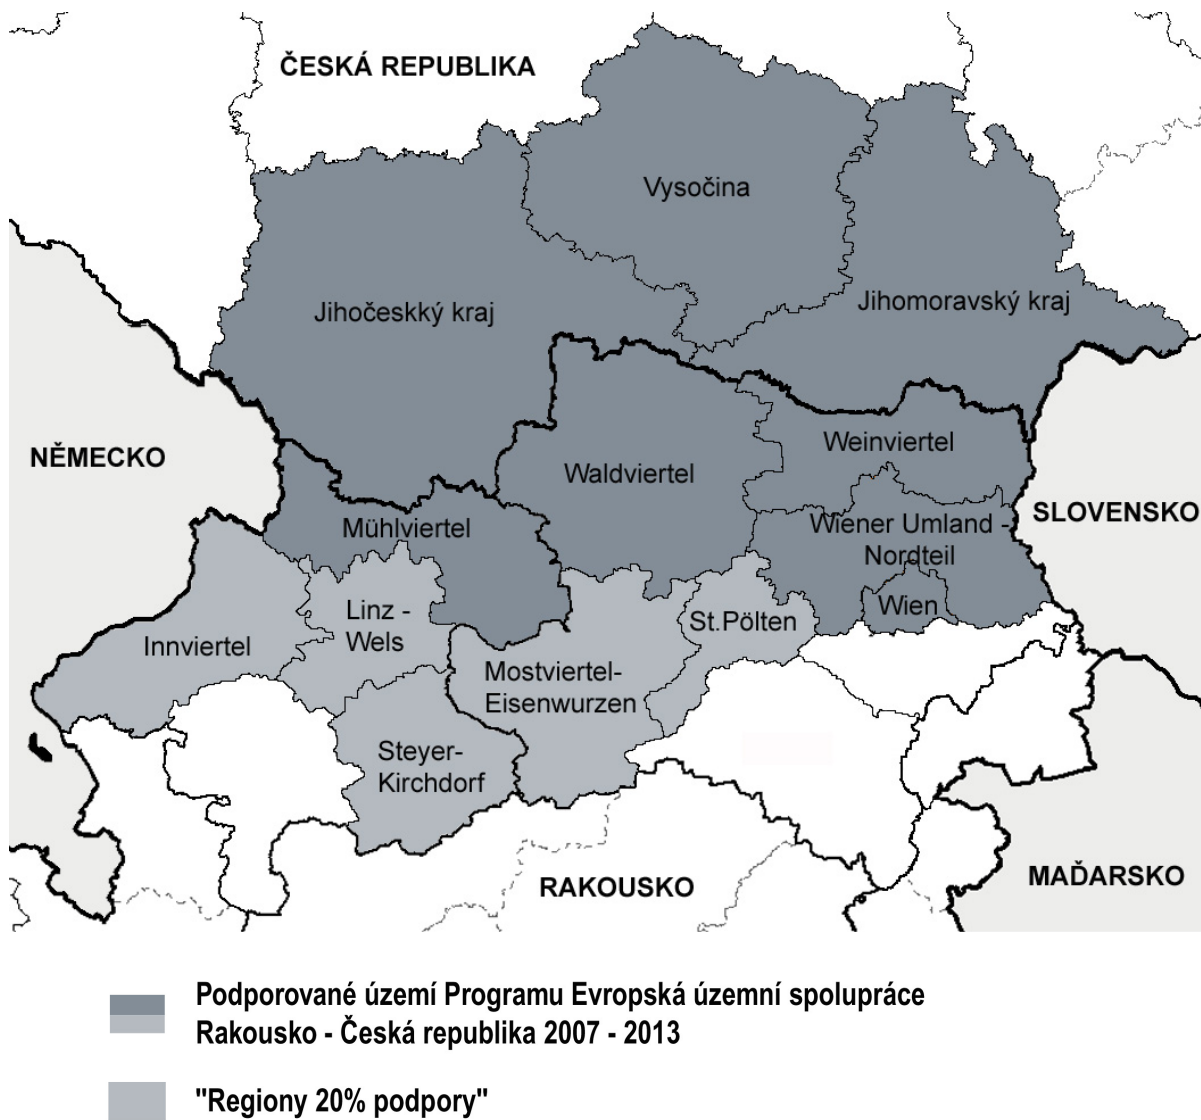 ČESKÁ REPUBLIKA
Vysočina
Jihočeskký kraj
Jihomoravský kraj
NĚMECKO
Weinviertel
Waldviertel
SLOVENSKO
Mühlviertel
Wiener Umland -
Nordteil
Linz -
Wels
Wien
St.Pölten
Innviertel
Mostviertel-
Eisenwurzen
Steyer-
Kirchdorf
RAKOUSKO
MAĎARSKO
Podporované území Programu Evropská územní spolupráce
Rakousko - Česká republika 2007 - 2013
"Regiony 20% podpory"